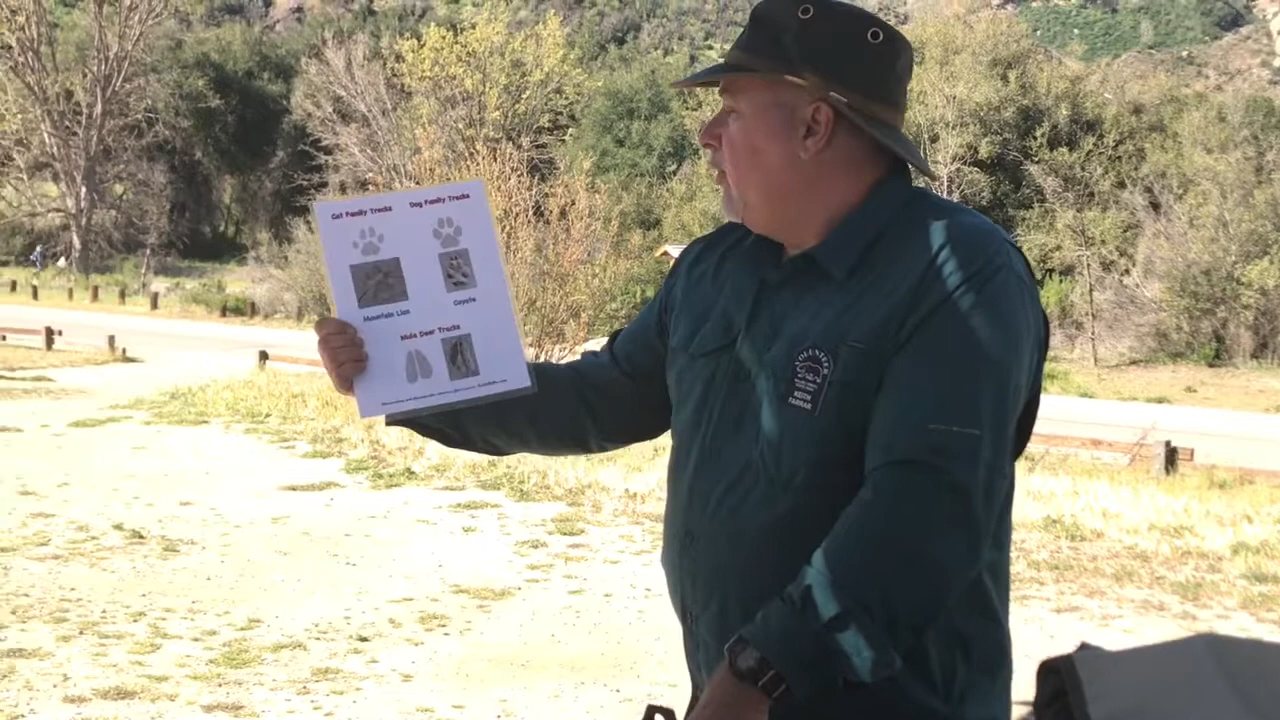 Cat Family Tracks
Dog Family Tracks
Mountain Lion
Coyote
Mule Deer Tracks
VOLUNTEER
KEITH
FARRAR